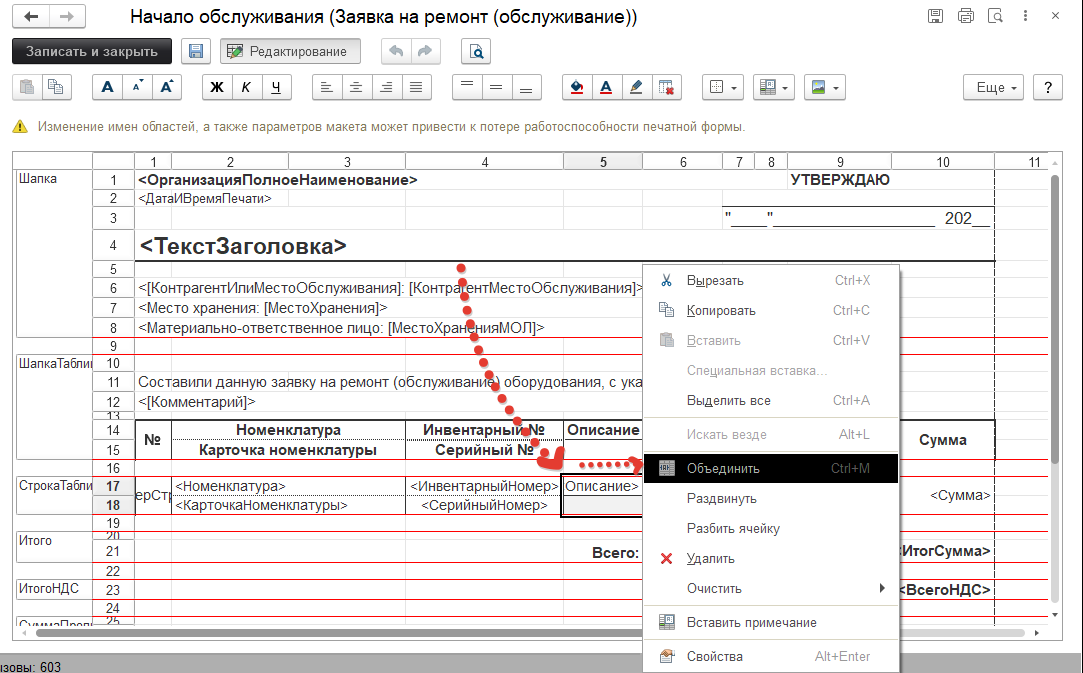 Начало обслуживания (Заявка на ремонт (обслуживание))
Записать и закрыть Редактирование
А А А Ж К Ч А Еще ?
Изменение имен областей, а также параметров макета может привести к потере работоспособности печатной формы.
1 2 3 4 5 6 7 8 9 10 11
Шапка 1 <ОрганизацияПолноеНаименование> УТВЕРЖДАЮ
2 <ДатаИВремяПечати>
3 "____"__________________ 202__
4 <ТекстЗаголовка>
5
6 <[КонтрагентИлиМестоОбслуживания]: [КонтрагентМестоОбслуживания]>
7 <Место хранения: [МестоХранения]>
8 <Материально-ответственное лицо: [МестоХраненияМОЛ]>
9
ШапкаТабли 10
11 Составили данную заявку на ремонт (обслуживание) оборудования, с ука
12 <[Комментарий]>
13
14 № Номенклатура Инвентарный № Описание Сумма
15 Карточка номенклатуры Серийный №
16
СтрокаТабли 17 ерСтр <Номенклатура> <ИнвентарныйНомер> Описание> <Сумма>
18 <КарточкаНоменклатуры> <СерийныйНомер>
19
Итого 20
21 Всего: <ИтогСумма>
22
ИтогоНДС 23 <ВсегоНДС>
24
25
Вырезать Ctrl+X
Копировать Ctrl+C
Вставить Ctrl+V
Специальная вставка...
Выделить все Ctrl+A
Искать везде Alt+L
Объединить Ctrl+M
Раздвинуть
Разбить ячейку
Удалить
Очистить
Вставить примечание
Свойства Alt+Enter
зовы: 603